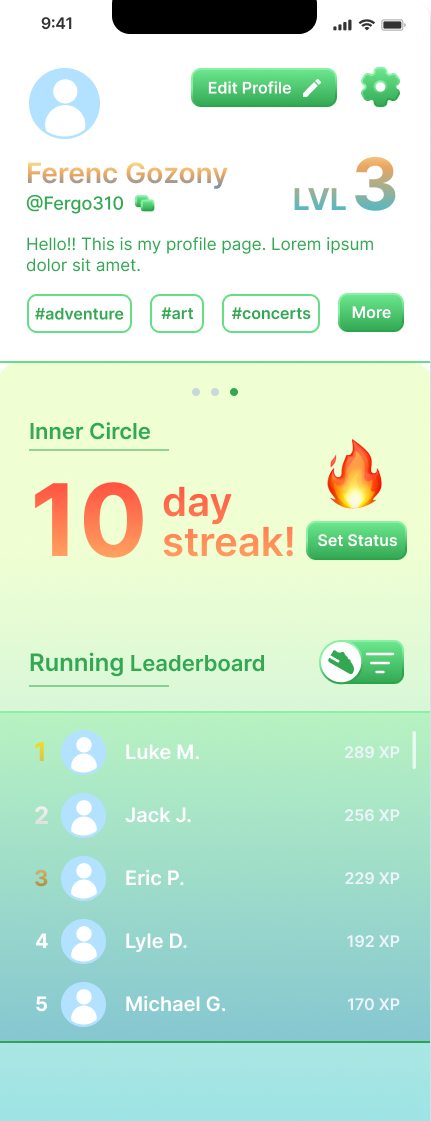 9:41
Edit Profile
Ferenc Gozony
@Fergo310
LVL 3
Hello!! This is my profile page. Lorem ipsum
dolor sit amet.
#adventure #art #concerts More
Inner Circle
10 day
streak!
Set Status
Running Leaderboard
1 Luke M. 289 XP
2 Jack J. 256 XP
3 Eric P. 229 XP
4 Lyle D. 192 XP
5 Michael G. 170 XP